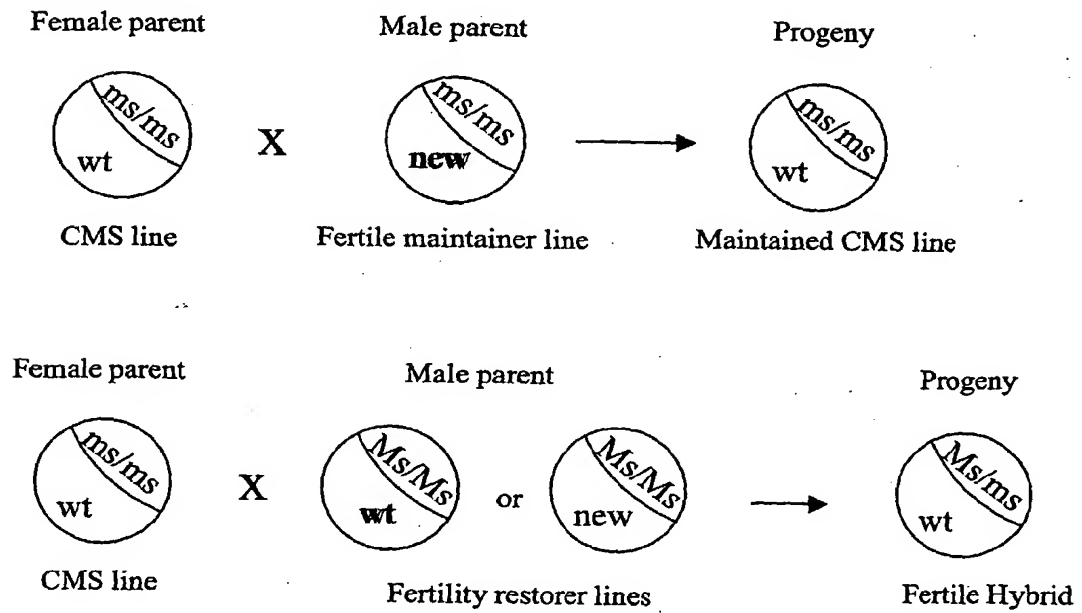 Female parent Male parent Progeny
ms/ms ms/ms ms/ms
wt X new wt
CMS line Fertile maintainer line Maintained CMS line
Female parent Male parent Progeny
ms/ms Ms/Ms Ms/Ms Ms/ms
wt X wt or new wt
CMS line Fertility restorer lines Fertile Hybrid